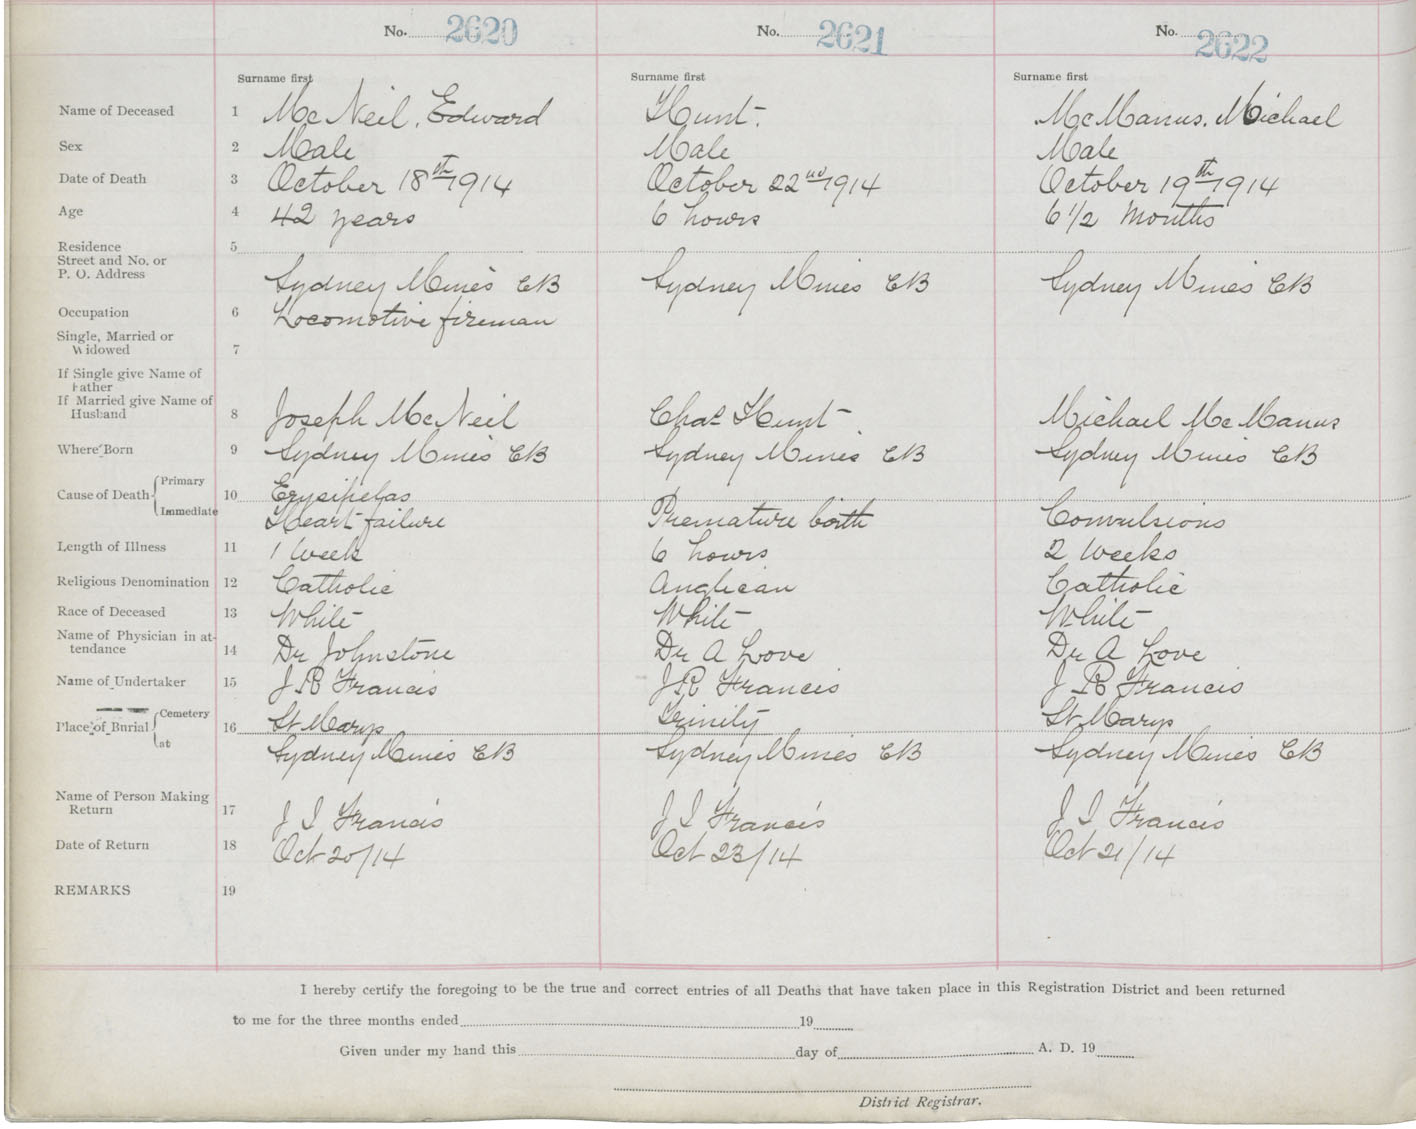 No. 2620 No. 2621 No. 2622
Surname first Surname first Surname first
Name of Deceased 1 McNeil, Edward Hunt. McManus, Michael
Sex 2 Male Male Male
Date of Death 3 October 18th 1914 October 22nd 1914 October 19th 1914
Age 4 42 years 6 hours 6 1/2 months
Residence 5
Street and No. or
P. O. Address Sydney Mines CB Sydney Mines CB Sydney Mines CB
Occupation 6 Locomotive fireman
Single, Married or
Widowed 7
If Single give Name of
Father
If Married give Name of
Husband 8 Joseph McNeil Chas Hunt Michael McManus
Where Born 9 Sydney Mines CB Sydney Mines CB Sydney Mines CB
Cause of Death Primary 10 Erysipelas
Immediate Heart failure Premature birth Convulsions
Length of Illness 11 1 Week 6 hours 2 Weeks
Religious Denomination 12 Catholic Anglican Catholic
Race of Deceased 13 White White White
Name of Physician in at-
tendance 14 Dr Johnstone Dr A Love Dr A Love
Name of Undertaker 15 J R Francis J R Francis J R Francis
Place of Burial Cemetery 16 St Marys Trinity St Marys
at Sydney Mines CB Sydney Mines CB Sydney Mines CB
Name of Person Making
Return 17 J I Francis J I Francis J I Francis
Date of Return 18 Oct 20/14 Oct 23/14 Oct 21/14
REMARKS 19
I hereby certify the foregoing to be the true and correct entries of all Deaths that have taken place in this Registration District and been returned
to me for the three months ended 19
Given under my hand this day of A. D. 19
District Registrar.